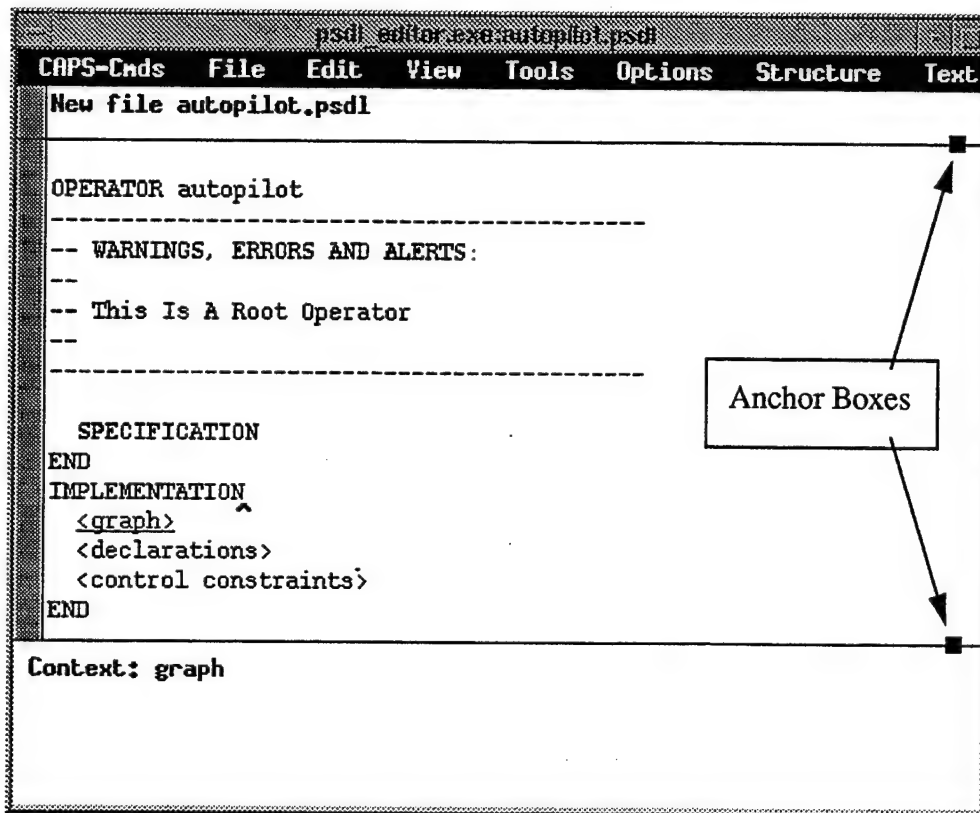 psdl_editor.exe:autopilot.psdl
CAPS-Cmds File Edit View Tools Options Structure Text
New file autopilot.psdl
OPERATOR autopilot
--------------------------------------------
-- WARNINGS, ERRORS AND ALERTS:
--
-- This Is A Root Operator
--
--------------------------------------------
Anchor Boxes
SPECIFICATION
END
IMPLEMENTATION
<graph>
<declarations>
<control constraints>
END
Context: graph